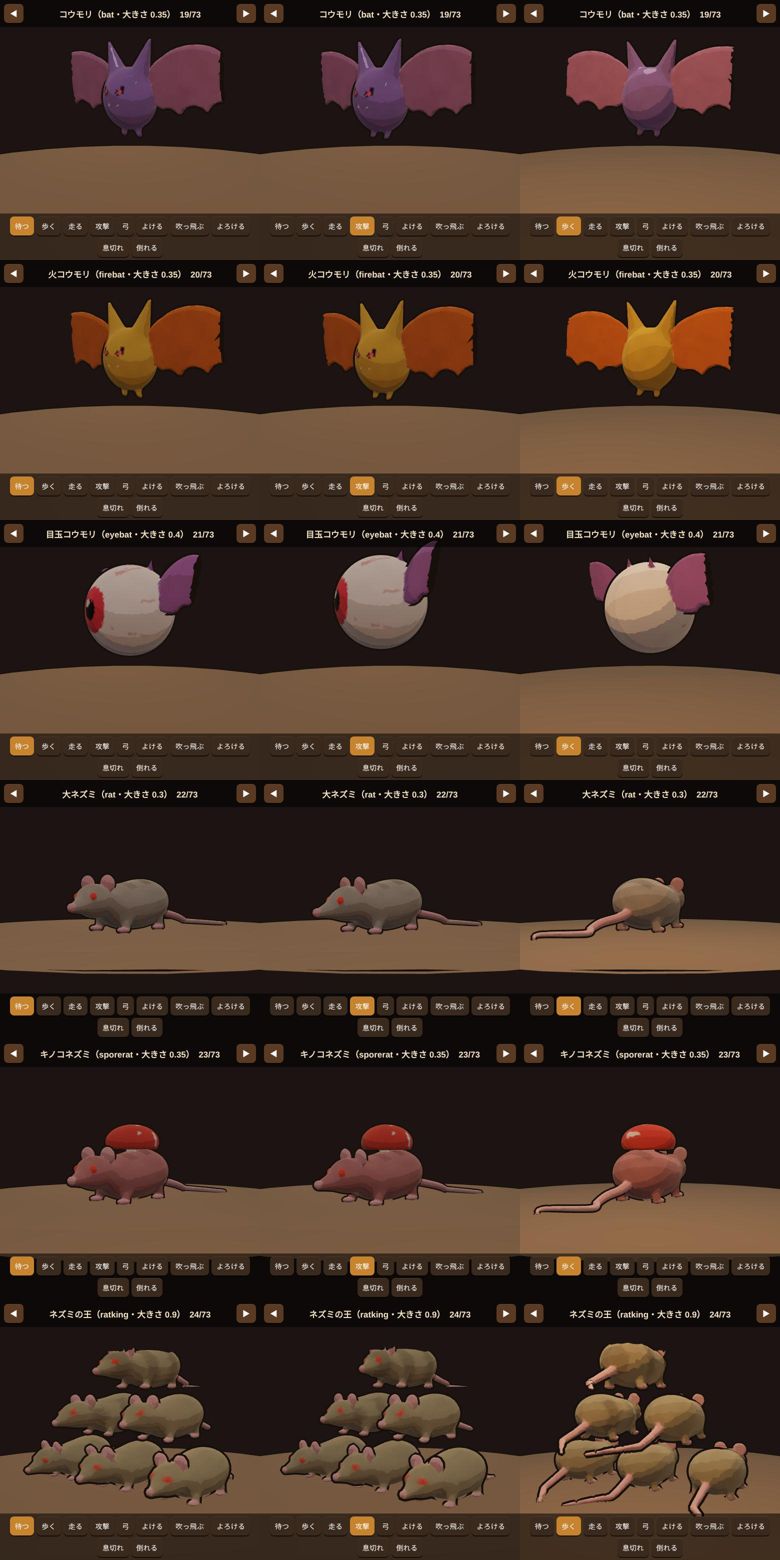 ◀ コウモリ（bat・大きさ 0.35） 19/73 ▶
待つ 歩く 走る 攻撃 弓 よける 吹っ飛ぶ よろける
息切れ 倒れる
◀ コウモリ（bat・大きさ 0.35） 19/73 ▶
待つ 歩く 走る 攻撃 弓 よける 吹っ飛ぶ よろける
息切れ 倒れる
◀ コウモリ（bat・大きさ 0.35） 19/73 ▶
待つ 歩く 走る 攻撃 弓 よける 吹っ飛ぶ よろける
息切れ 倒れる
◀ 火コウモリ（firebat・大きさ 0.35） 20/73 ▶
待つ 歩く 走る 攻撃 弓 よける 吹っ飛ぶ よろける
息切れ 倒れる
◀ 火コウモリ（firebat・大きさ 0.35） 20/73 ▶
待つ 歩く 走る 攻撃 弓 よける 吹っ飛ぶ よろける
息切れ 倒れる
◀ 火コウモリ（firebat・大きさ 0.35） 20/73 ▶
待つ 歩く 走る 攻撃 弓 よける 吹っ飛ぶ よろける
息切れ 倒れる
◀ 目玉コウモリ（eyebat・大きさ 0.4） 21/73 ▶
待つ 歩く 走る 攻撃 弓 よける 吹っ飛ぶ よろける
息切れ 倒れる
◀ 目玉コウモリ（eyebat・大きさ 0.4） 21/73 ▶
待つ 歩く 走る 攻撃 弓 よける 吹っ飛ぶ よろける
息切れ 倒れる
◀ 目玉コウモリ（eyebat・大きさ 0.4） 21/73 ▶
待つ 歩く 走る 攻撃 弓 よける 吹っ飛ぶ よろける
息切れ 倒れる
◀ 大ネズミ（rat・大きさ 0.3） 22/73 ▶
待つ 歩く 走る 攻撃 弓 よける 吹っ飛ぶ よろける
息切れ 倒れる
◀ 大ネズミ（rat・大きさ 0.3） 22/73 ▶
待つ 歩く 走る 攻撃 弓 よける 吹っ飛ぶ よろける
息切れ 倒れる
◀ 大ネズミ（rat・大きさ 0.3） 22/73 ▶
待つ 歩く 走る 攻撃 弓 よける 吹っ飛ぶ よろける
息切れ 倒れる
◀ キノコネズミ（sporerat・大きさ 0.35） 23/73 ▶
待つ 歩く 走る 攻撃 弓 よける 吹っ飛ぶ よろける
息切れ 倒れる
◀ キノコネズミ（sporerat・大きさ 0.35） 23/73 ▶
待つ 歩く 走る 攻撃 弓 よける 吹っ飛ぶ よろける
息切れ 倒れる
◀ キノコネズミ（sporerat・大きさ 0.35） 23/73 ▶
待つ 歩く 走る 攻撃 弓 よける 吹っ飛ぶ よろける
息切れ 倒れる
◀ ネズミの王（ratking・大きさ 0.9） 24/73 ▶
待つ 歩く 走る 攻撃 弓 よける 吹っ飛ぶ よろける
息切れ 倒れる
◀ ネズミの王（ratking・大きさ 0.9） 24/73 ▶
待つ 歩く 走る 攻撃 弓 よける 吹っ飛ぶ よろける
息切れ 倒れる
◀ ネズミの王（ratking・大きさ 0.9） 24/73 ▶
待つ 歩く 走る 攻撃 弓 よける 吹っ飛ぶ よろける
息切れ 倒れる